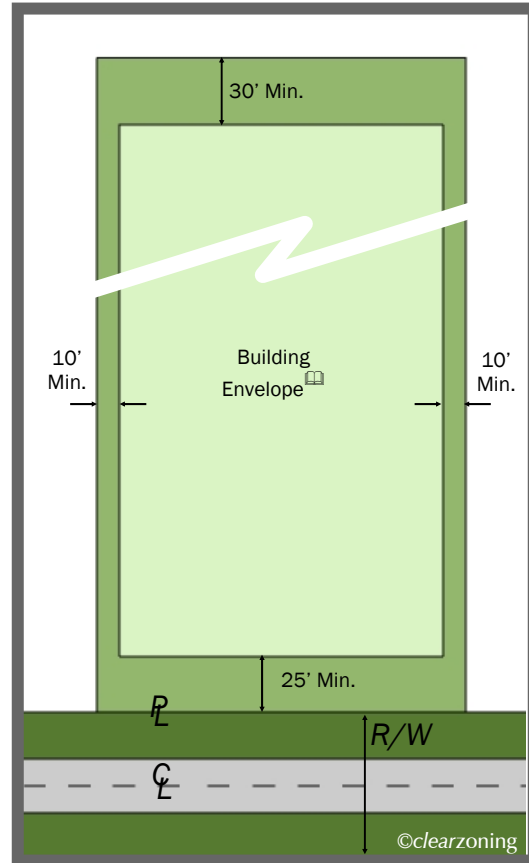 30’ Min.
10’
Min.
Building
Envelope
10’
Min.
25’ Min.
PL
R/W
CL
©clearzoning